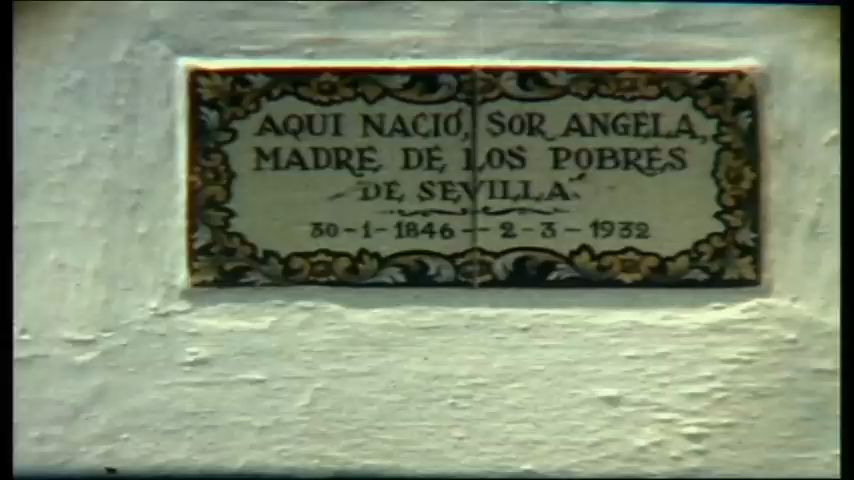 AQUI NACIÓ, SOR ANGELA,
MADRE DE LOS POBRES
DE SEVILLA
30-1-1846-2-3-1932